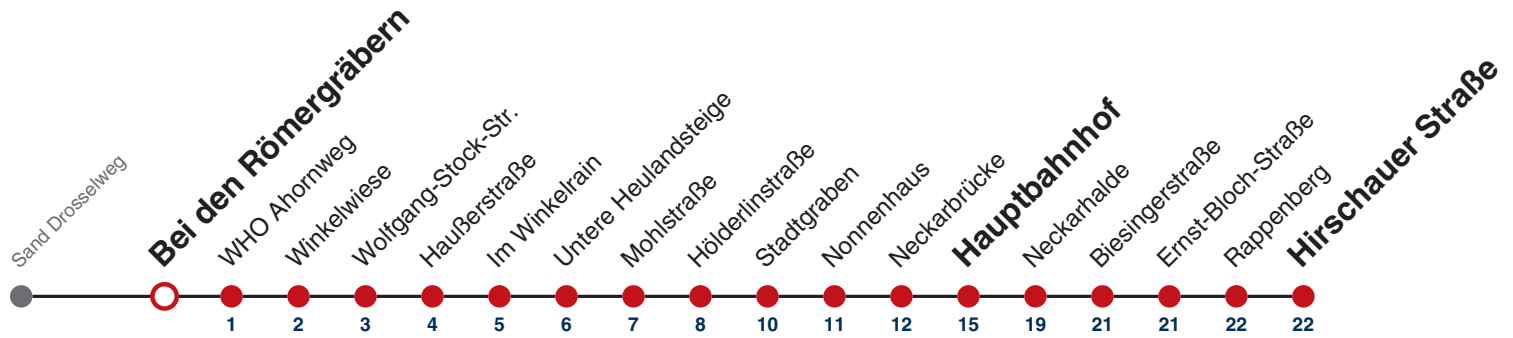 Sand Drosselweg
Bei den Römergräbern
WHO Ahornweg
Winkelwiese
Wolfgang-Stock-Str.
Haußerstraße
Im Winkelrain
Untere Heulandsteige
Mohlstraße
Hölderlinstraße
Stadtgraben
Nonnenhaus
Neckarbrücke
Hauptbahnhof
Neckarhalde
Biesingerstraße
Ernst-Bloch-Straße
Rappenberg
Hirschauer Straße
1 2 3 4 5 6 7 8 10 11 12 15 19 21 21 22 22